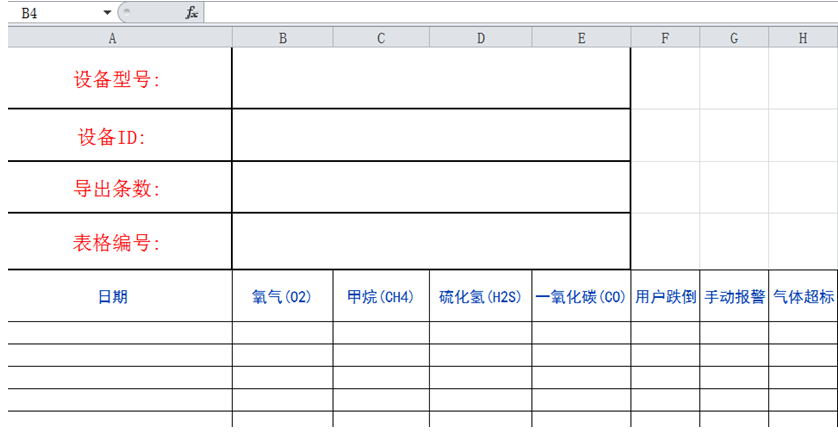 B4 fx
A B C D E F G H
设备型号:
设备ID:
导出条数:
表格编号:
日期 氧气(O2) 甲烷(CH4) 硫化氢(H2S) 一氧化碳(CO) 用户跌倒 手动报警 气体超标